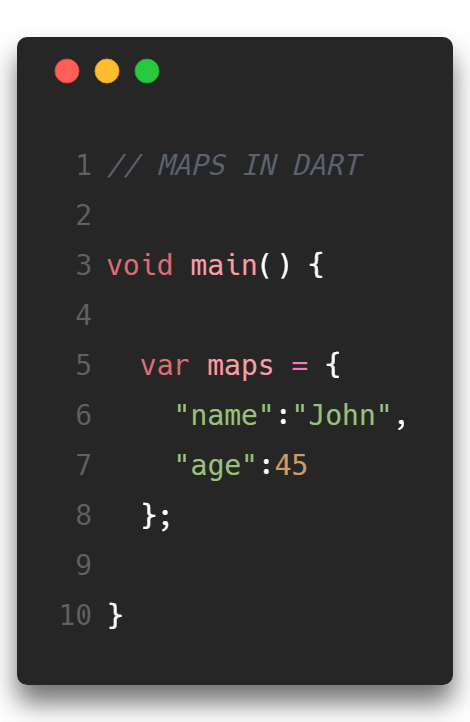 1 // MAPS IN DART
2
3 void main() {
4
5   var maps = {
6     "name":"John",
7     "age":45
8   };
9
10 }